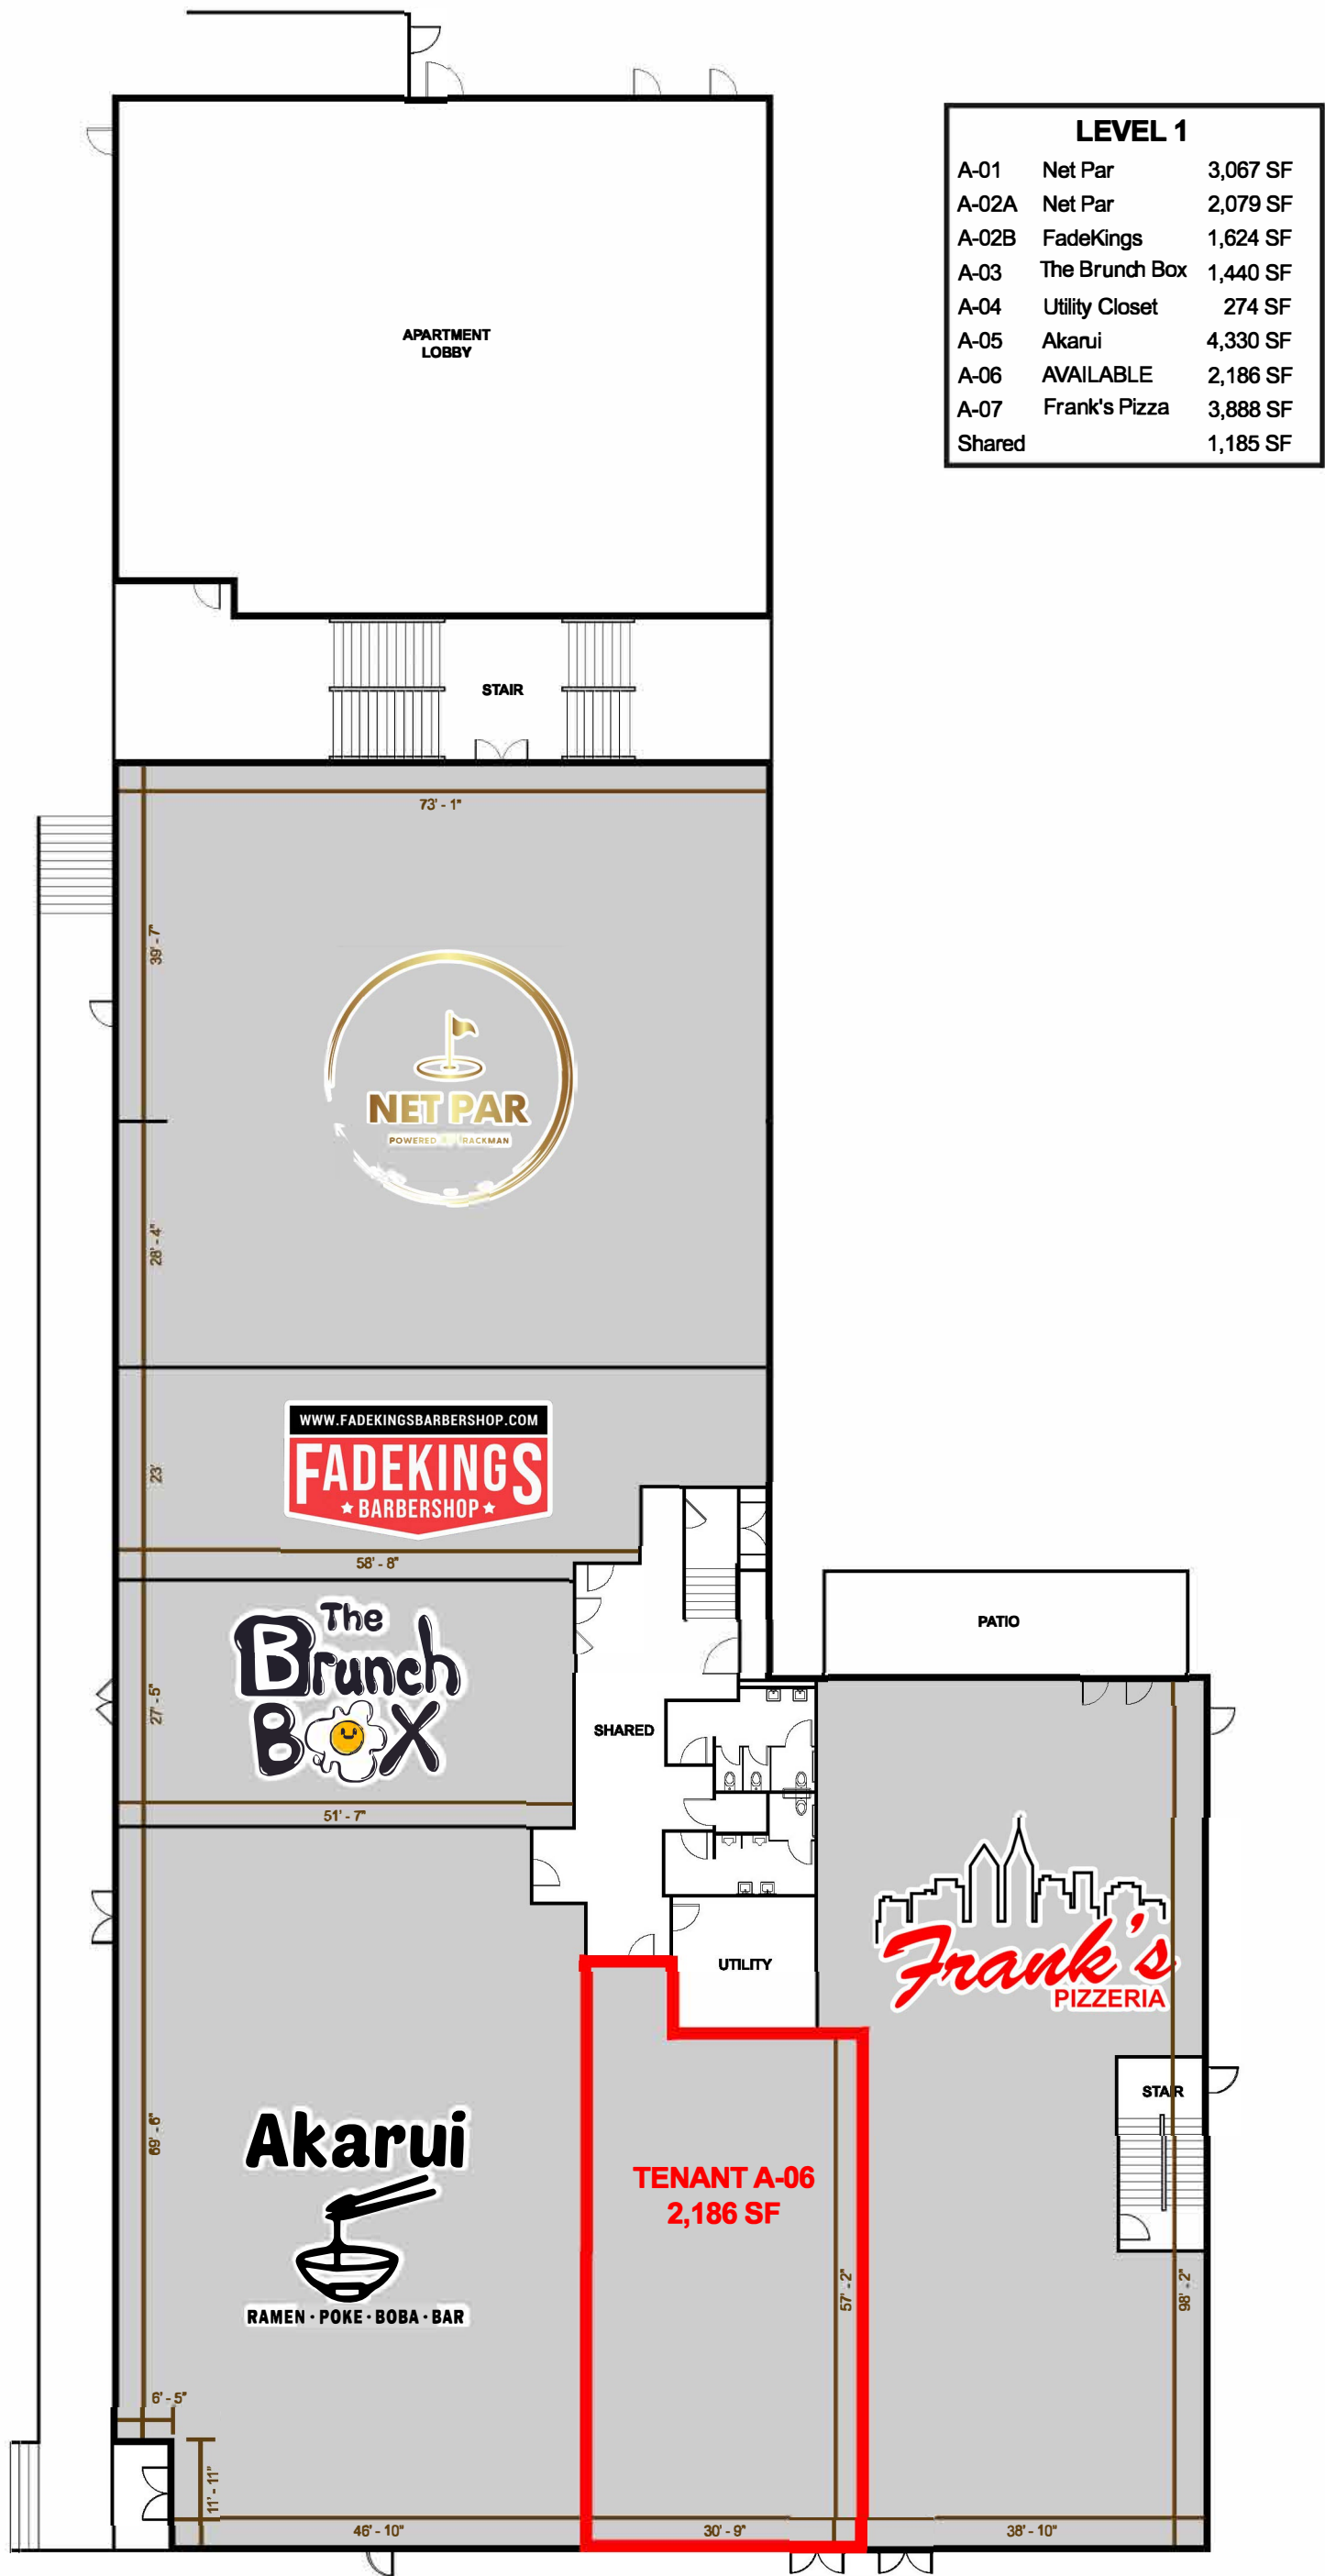 LEVEL 1
A-01 Net Par 3,067 SF
A-02A Net Par 2,079 SF
A-02B FadeKings 1,624 SF
A-03 The Brunch Box 1,440 SF
A-04 Utility Closet 274 SF
A-05 Akarui 4,330 SF
A-06 AVAILABLE 2,186 SF
A-07 Frank's Pizza 3,888 SF
Shared 1,185 SF
APARTMENT
LOBBY
STAIR
73' - 1"
39' - 7"
NET PAR
POWERED RACKMAN
28' - 4"
WWW.FADEKINGSBARBERSHOP.COM
FADEKINGS
BARBERSHOP
23'
58' - 8"
The
Brunch
BOX
27' - 5"
51' - 7"
PATIO
SHARED
UTILITY
Frank's
PIZZERIA
STAIR
Akarui
RAMEN · POKE · BOBA · BAR
69' - 6"
TENANT A-06
2,186 SF
57' - 2"
98' - 2"
6' - 5"
11' - 11"
46' - 10"
30' - 9"
38' - 10"